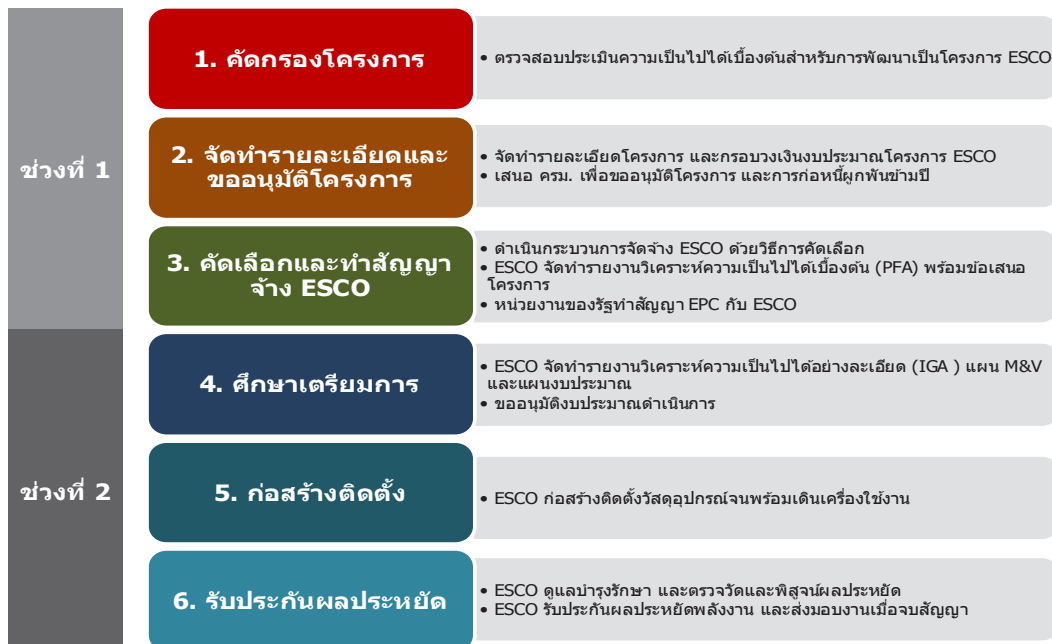 ช่วงที่ 1
1. คัดกรองโครงการ
• ตรวจสอบประเมินความเป็นไปได้เบื้องต้นสำหรับการพัฒนาเป็นโครงการ ESCO
2. จัดทำรายละเอียดและ
ขออนุมัติโครงการ
• จัดทำรายละเอียดโครงการ และกรอบวงเงินงบประมาณโครงการ ESCO
• เสนอ ครม. เพื่อขออนุมัติโครงการ และการก่อหนี้ผูกพันข้ามปี
3. คัดเลือกและทำสัญญา
จ้าง ESCO
• ดำเนินกระบวนการจัดจ้าง ESCO ด้วยวิธีการคัดเลือก
• ESCO จัดทำรายงานวิเคราะห์ความเป็นไปได้เบื้องต้น (PFA) พร้อมข้อเสนอ
โครงการ
• หน่วยงานของรัฐทำสัญญา EPC กับ ESCO
ช่วงที่ 2
4. ศึกษาเตรียมการ
• ESCO จัดทำรายงานวิเคราะห์ความเป็นไปได้อย่างละเอียด (IGA ) แผน M&V
และแผนงบประมาณ
• ขออนุมัติงบประมาณดำเนินการ
5. ก่อสร้างติดตั้ง
• ESCO ก่อสร้างติดตั้งวัสดุอุปกรณ์จนพร้อมเดินเครื่องใช้งาน
6. รับประกันผลประหยัด
• ESCO ดูแลบำรุงรักษา และตรวจวัดและพิสูจน์ผลประหยัด
• ESCO รับประกันผลประหยัดพลังงาน และส่งมอบงานเมื่อจบสัญญา